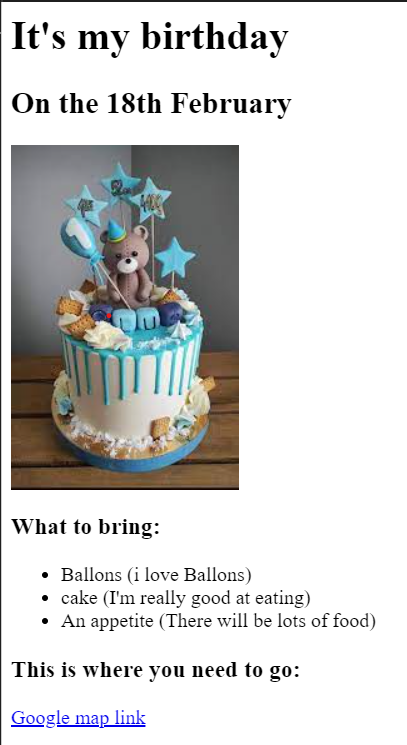 It's my birthday
On the 18th February
1
What to bring:
Ballons (i love Ballons)
cake (I'm really good at eating)
An appetite (There will be lots of food)
This is where you need to go:
Google map link